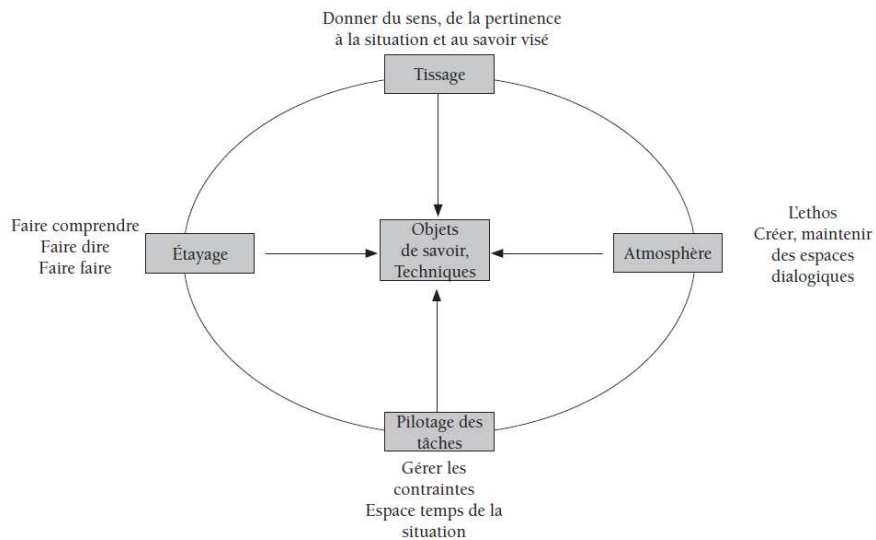 Donner du sens, de la pertinence
à la situation et au savoir visé
Tissage
Faire comprendre
Faire dire
Faire faire
Étayage
Objets
de savoir,
Techniques
Atmosphère
L'ethos
Créer, maintenir
des espaces
dialogiques
Pilotage des
tâches
Gérer les
contraintes
Espace temps de la
situation